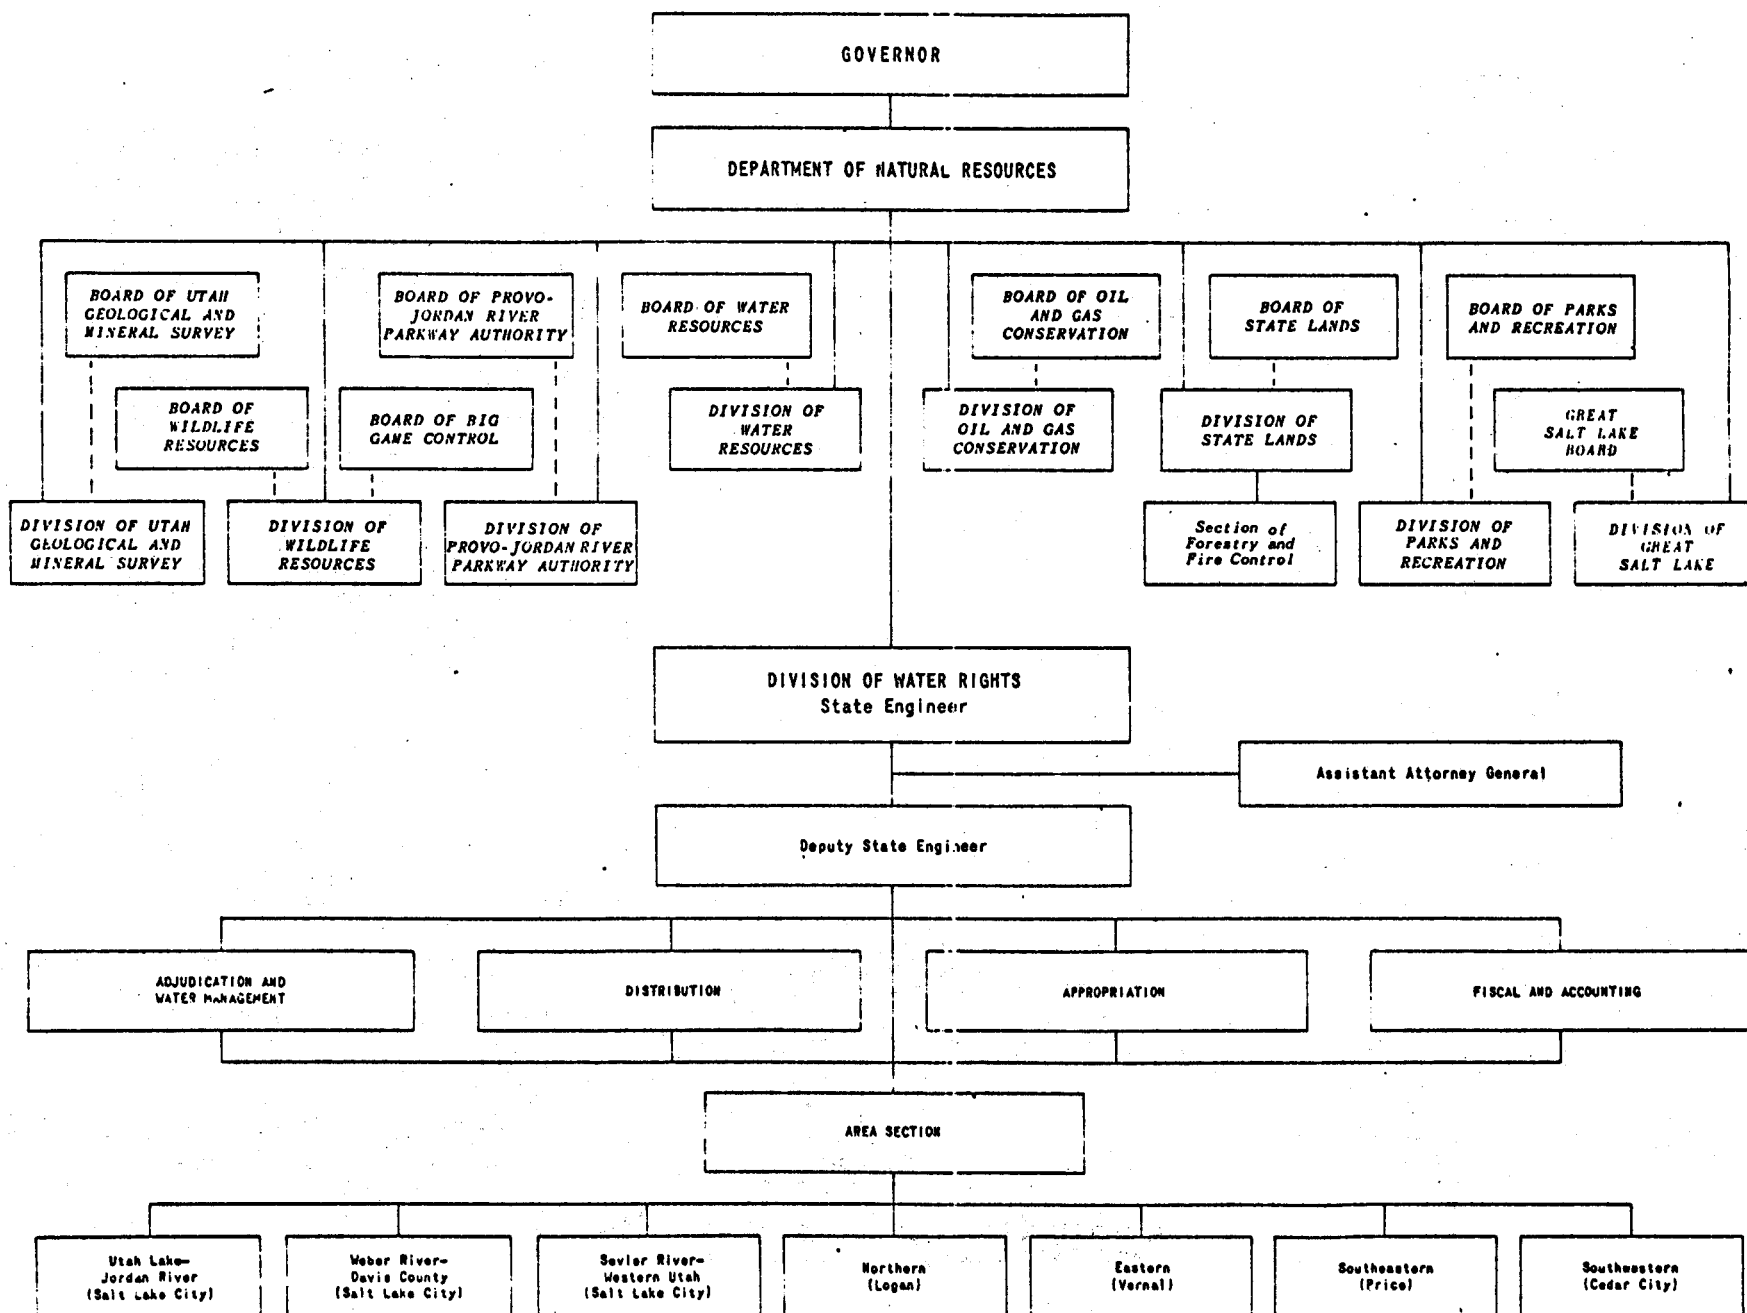 GOVERNOR
DEPARTMENT OF NATURAL RESOURCES
BOARD OF UTAH
GEOLOGICAL AND
MINERAL SURVEY
BOARD OF PROVO-
JORDAN RIVER
PARKWAY AUTHORITY
BOARD OF WATER
RESOURCES
BOARD OF OIL
AND GAS
CONSERVATION
BOARD OF
STATE LANDS
BOARD OF PARKS
AND RECREATION
BOARD OF
WILDLIFE
RESOURCES
BOARD OF BIG
GAME CONTROL
DIVISION OF
WATER
RESOURCES
DIVISION OF
OIL AND GAS
CONSERVATION
DIVISION OF
STATE LANDS
GREAT
SALT LAKE
BOARD
DIVISION OF UTAH
GEOLOGICAL AND
MINERAL SURVEY
DIVISION OF
WILDLIFE
RESOURCES
DIVISION OF
PROVO-JORDAN RIVER
PARKWAY AUTHORITY
Section of
Forestry and
Fire Control
DIVISION OF
PARKS AND
RECREATION
DIVISION OF
GREAT
SALT LAKE
DIVISION OF WATER RIGHTS
State Engineer
Assistant Attorney General
Deputy State Engineer
ADJUDICATION AND
WATER MANAGEMENT
DISTRIBUTION
APPROPRIATION
FISCAL AND ACCOUNTING
AREA SECTION
Utah Lake-
Jordan River
(Salt Lake City)
Weber River-
Davis County
(Salt Lake City)
Sevier River-
Western Utah
(Salt Lake City)
Northern
(Logan)
Eastern
(Vernal)
Southeastern
(Price)
Southwestern
(Cedar City)